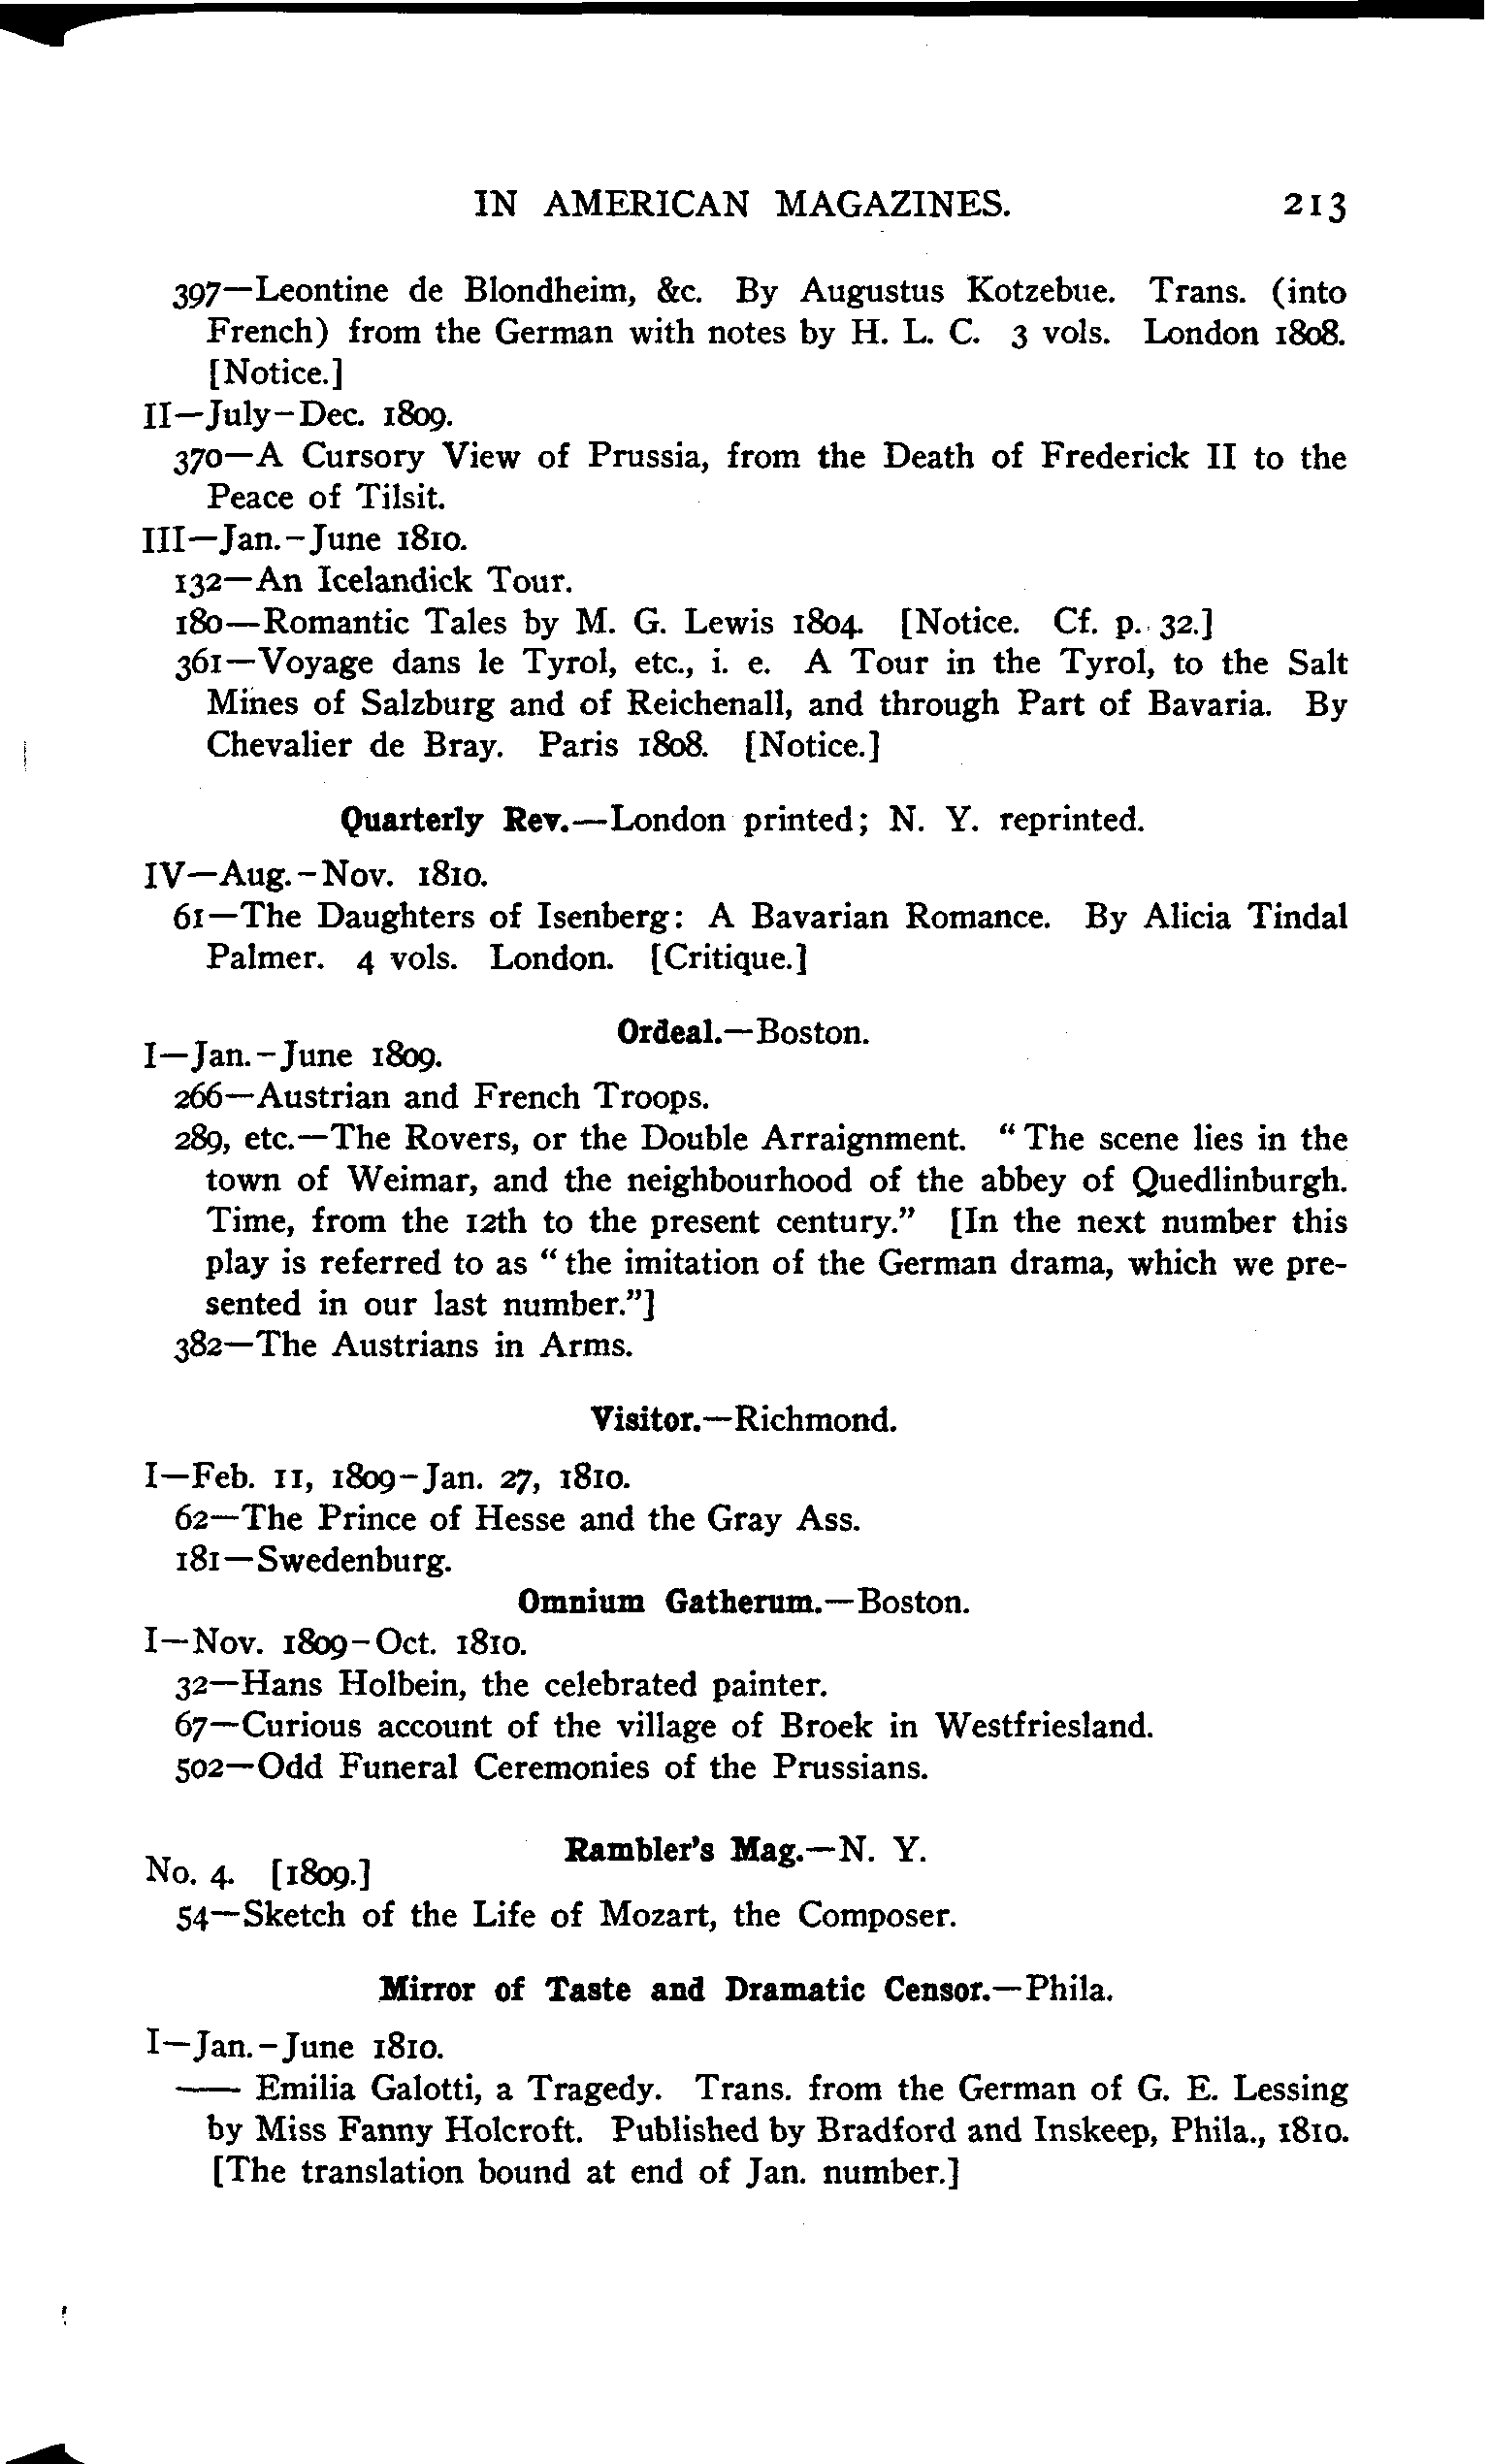 IN AMERICAN MAGAZINES. 213
397—Leontine de Blondheim, &c. By Augustus Kotzebue. Trans. (into
French) from the German with notes by H. L. C. 3 vols. London 1808.
[Notice.]
II—July–Dec. 1809.
370—A Cursory View of Prussia, from the Death of Frederick II to the
Peace of Tilsit.
III—Jan.–June 1810.
132—An Icelandick Tour.
180—Romantic Tales by M. G. Lewis 1804. [Notice. Cf. p. 32.]
361—Voyage dans le Tyrol, etc., i. e. A Tour in the Tyrol, to the Salt
Mines of Salzburg and of Reichenall, and through Part of Bavaria. By
Chevalier de Bray. Paris 1808. [Notice.]
Quarterly Rev.—London printed; N. Y. reprinted.
IV—Aug.–Nov. 1810.
61—The Daughters of Isenberg: A Bavarian Romance. By Alicia Tindal
Palmer. 4 vols. London. [Critique.]
Ordeal.—Boston.
I—Jan.–June 1809.
266—Austrian and French Troops.
289, etc.—The Rovers, or the Double Arraignment. "The scene lies in the
town of Weimar, and the neighbourhood of the abbey of Quedlinburgh.
Time, from the 12th to the present century." [In the next number this
play is referred to as "the imitation of the German drama, which we pre-
sented in our last number."]
382—The Austrians in Arms.
Visitor.—Richmond.
I—Feb. 11, 1809–Jan. 27, 1810.
62—The Prince of Hesse and the Gray Ass.
181—Swedenburg.
Omnium Gatherum.—Boston.
I—Nov. 1809–Oct. 1810.
32—Hans Holbein, the celebrated painter.
67—Curious account of the village of Broek in Westfriesland.
502—Odd Funeral Ceremonies of the Prussians.
Rambler's Mag.—N. Y.
No. 4. [1809.]
54—Sketch of the Life of Mozart, the Composer.
Mirror of Taste and Dramatic Censor.—Phila.
I—Jan.–June 1810.
—— Emilia Galotti, a Tragedy. Trans. from the German of G. E. Lessing
by Miss Fanny Holcroft. Published by Bradford and Inskeep, Phila., 1810.
[The translation bound at end of Jan. number.]